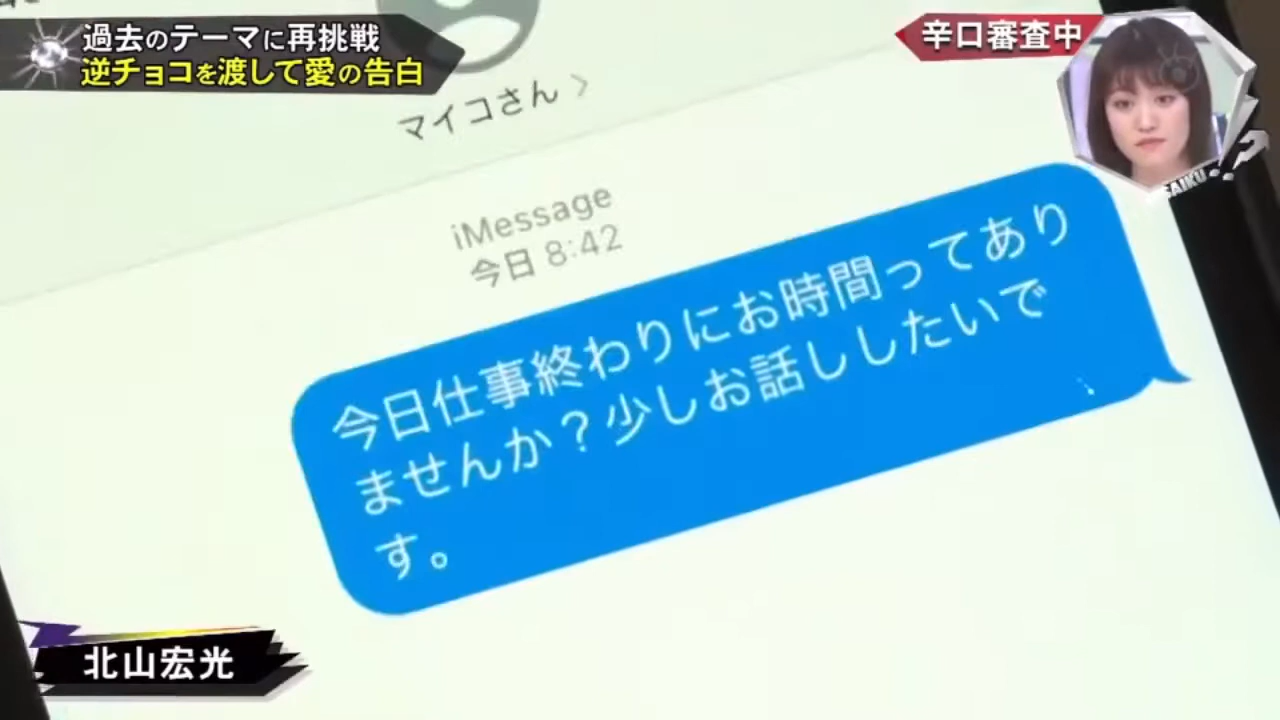 過去のテーマに再挑戦
逆チョコを渡して愛の告白
辛口審査中
マイコさん
iMessage
今日 8:42
今日仕事終わりにお時間ってあり
ませんか？少しお話ししたいで
す。
北山宏光